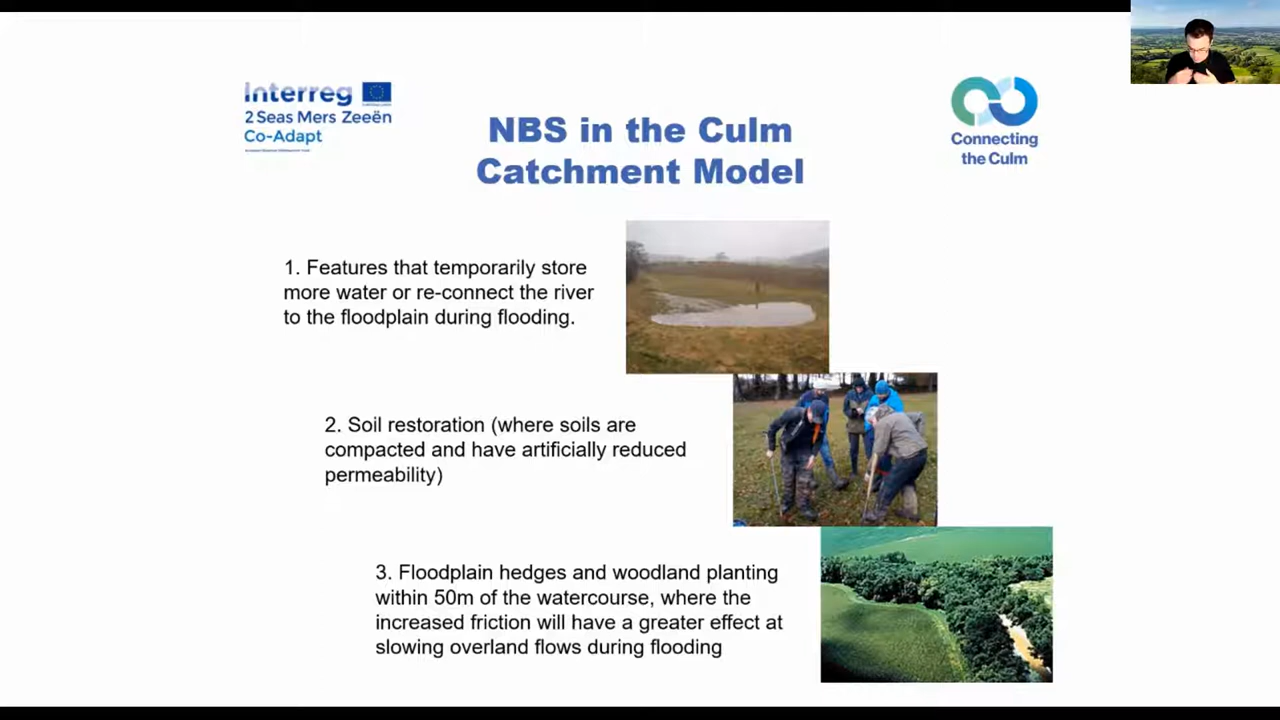 Interreg
2 Seas Mers Zeeën
Co-Adapt
NBS in the Culm
Catchment Model
Connecting
the Culm
1. Features that temporarily store
more water or re-connect the river
to the floodplain during flooding.
2. Soil restoration (where soils are
compacted and have artificially reduced
permeability)
3. Floodplain hedges and woodland planting
within 50m of the watercourse, where the
increased friction will have a greater effect at
slowing overland flows during flooding